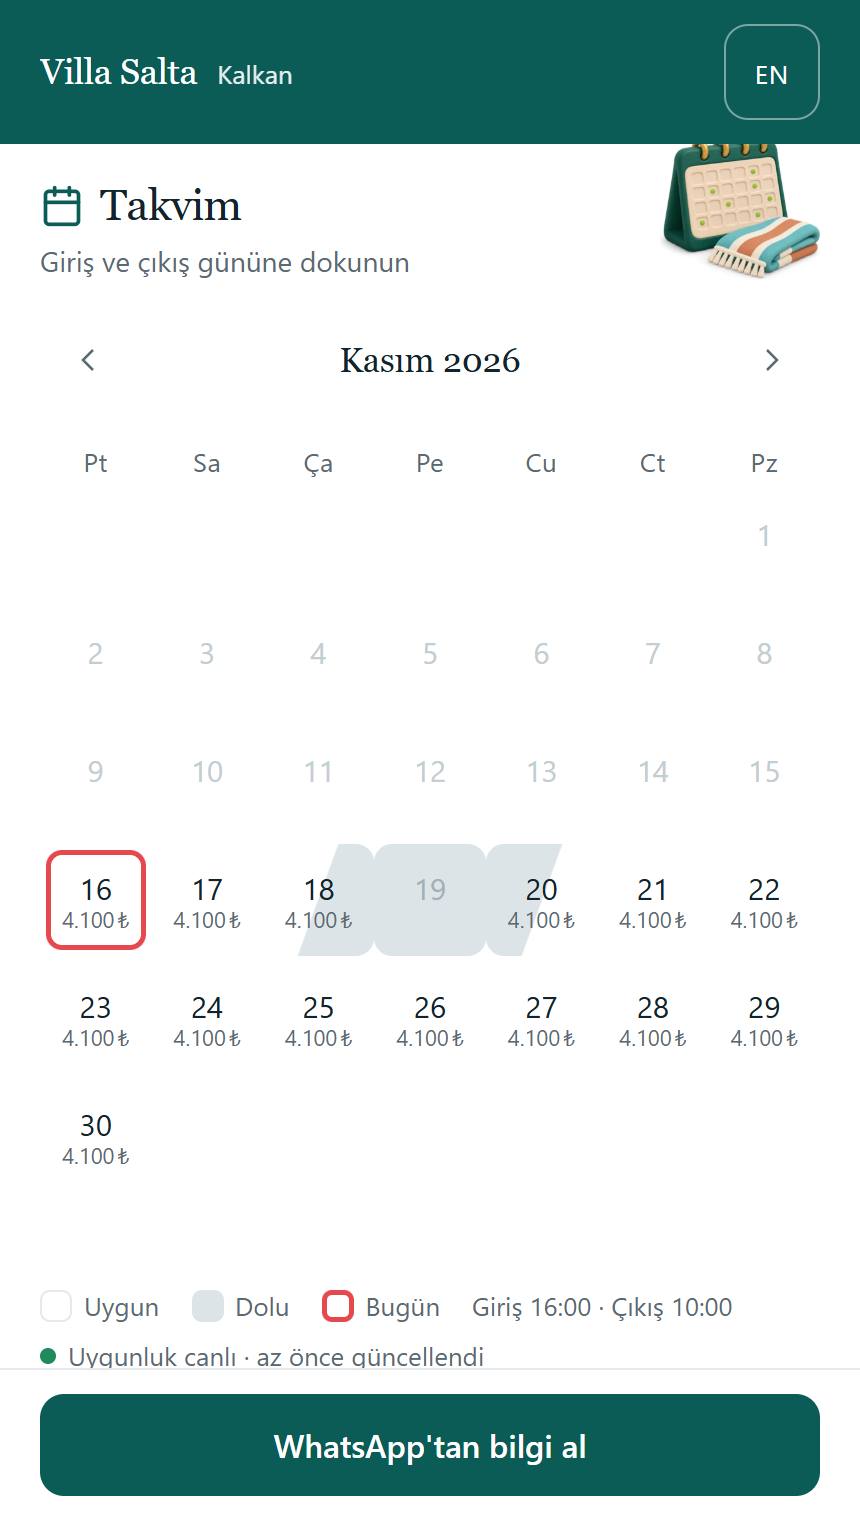 Villa Salta Kalkan EN
Takvim
Giriş ve çıkış gününe dokunun
Kasım 2026
Pt Sa Ça Pe Cu Ct Pz
1
2 3 4 5 6 7 8
9 10 11 12 13 14 15
16 17 18 19 20 21 22
4.100₺ 4.100₺ 4.100₺ 4.100₺ 4.100₺ 4.100₺
23 24 25 26 27 28 29
4.100₺ 4.100₺ 4.100₺ 4.100₺ 4.100₺ 4.100₺ 4.100₺
30
4.100₺
Uygun Dolu Bugün Giriş 16:00 · Çıkış 10:00
Uygunluk canlı · az önce güncellendi
WhatsApp'tan bilgi al